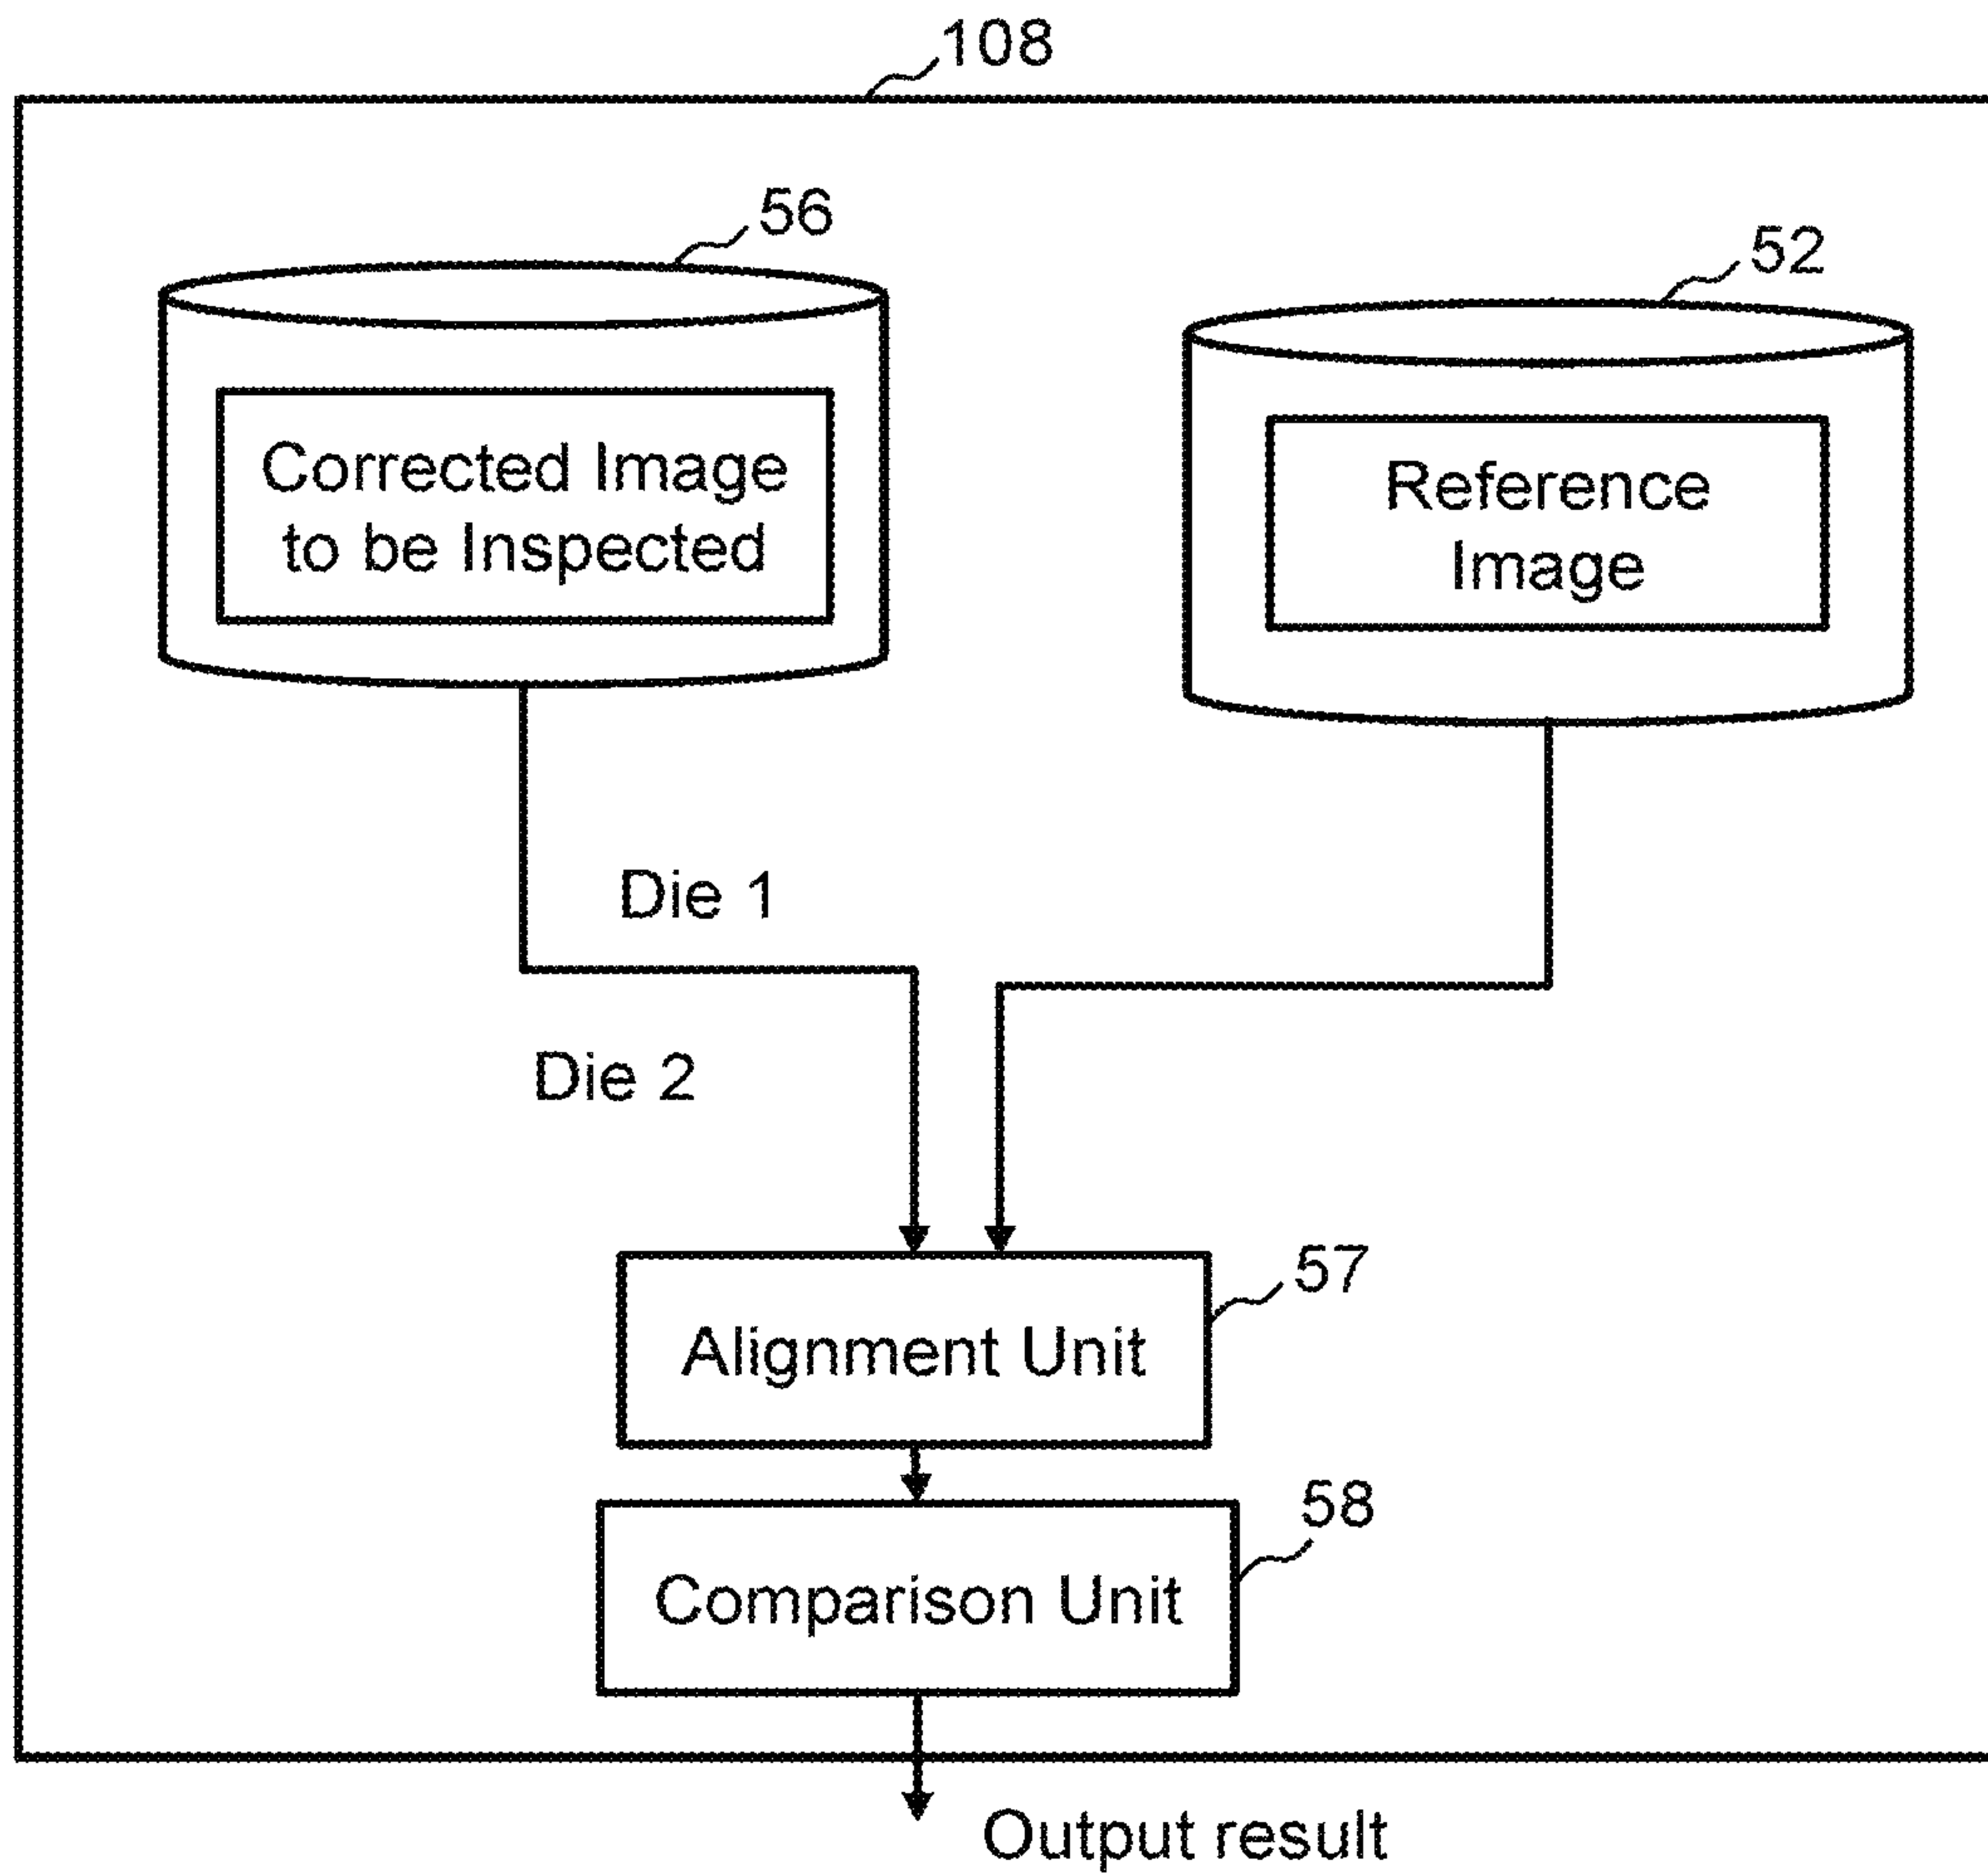 108
56
52
Corrected Image
to be Inspected
Reference
Image
Die 1
Die 2
57
Alignment Unit
58
Comparison Unit
Output result